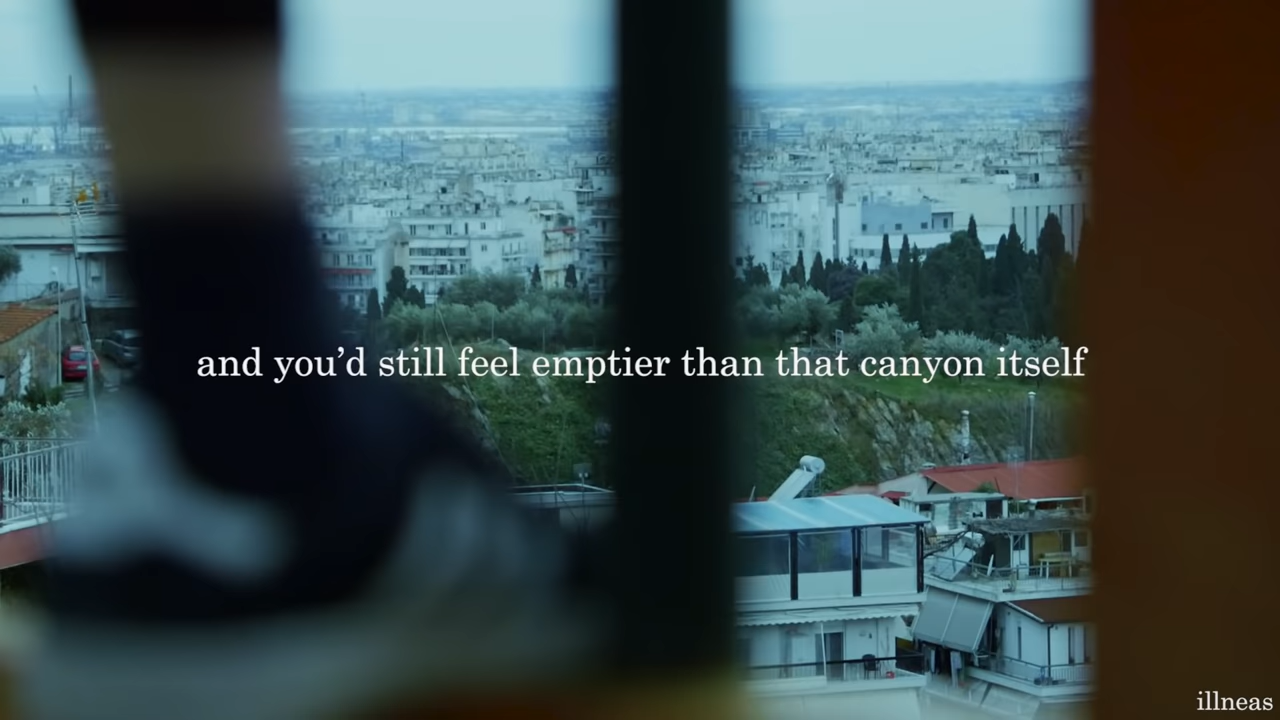 and you’d still feel emptier than that canyon itself
illneas